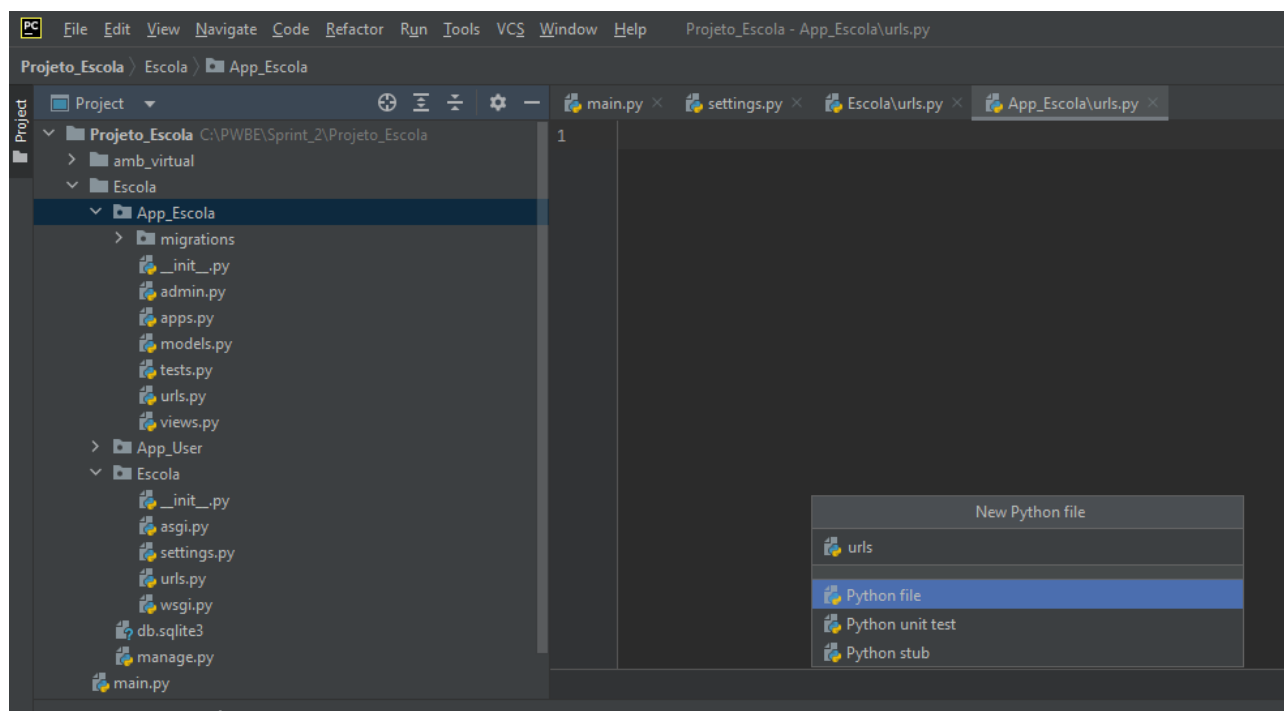 PC File Edit View Navigate Code Refactor Run Tools VCS Window Help Projeto_Escola - App_Escola\urls.py
Projeto_Escola Escola App_Escola
Project
Project
main.py settings.py Escola\urls.py App_Escola\urls.py
Projeto_Escola C:\PWBE\Sprint_2\Projeto_Escola
1
amb_virtual
Escola
App_Escola
migrations
__init__.py
admin.py
apps.py
models.py
tests.py
urls.py
views.py
App_User
Escola
__init__.py
asgi.py
settings.py
urls.py
wsgi.py
db.sqlite3
manage.py
main.py
New Python file
urls
Python file
Python unit test
Python stub